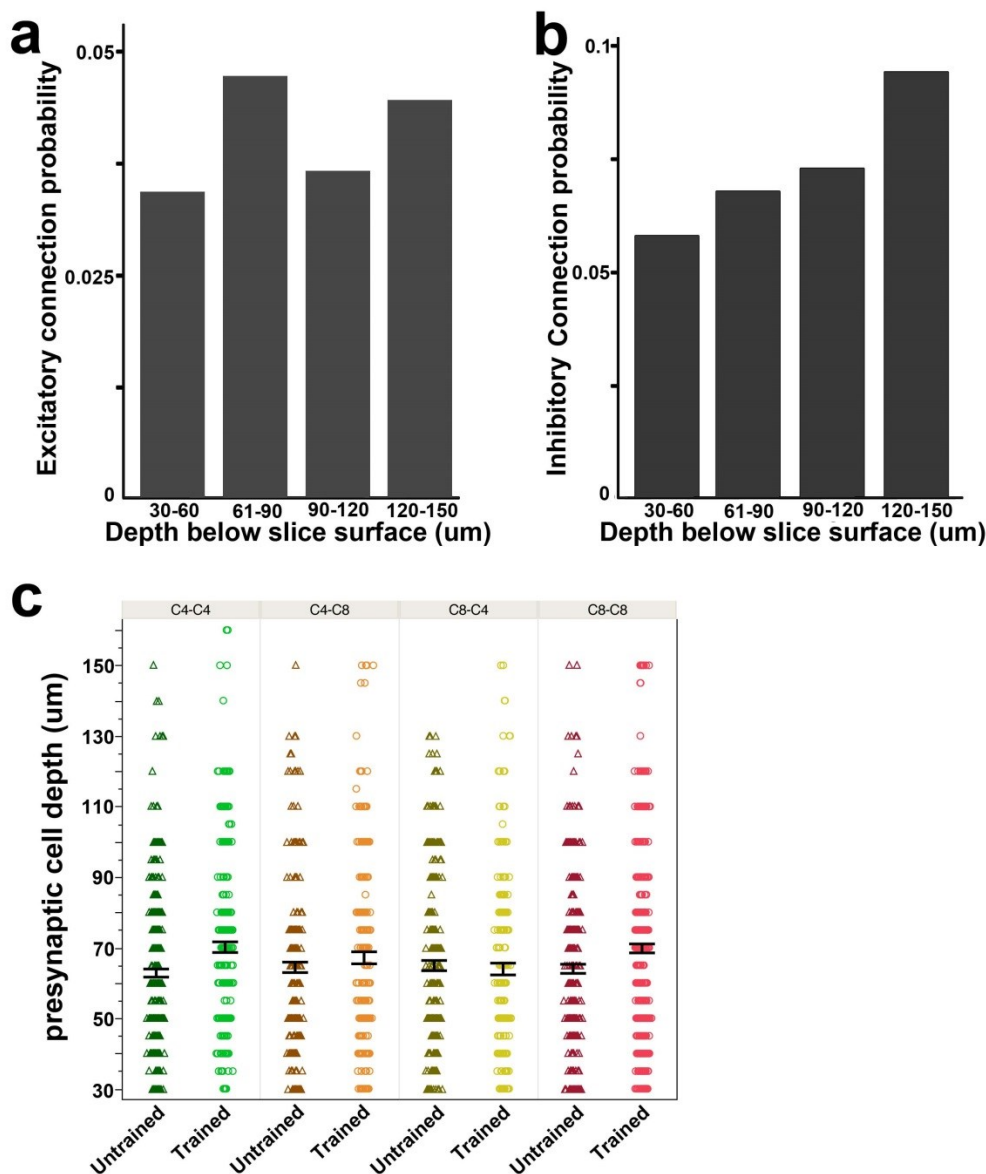 a
Excitatory connection probability
0.05
0.025
0
30-60 61-90 90-120 120-150
Depth below slice surface (um)
b
Inhibitory Connection probability
0.1
0.05
0
30-60 61-90 90-120 120-150
Depth below slice surface (um)
c
C4-C4 C4-C8 C8-C4 C8-C8
presynaptic cell depth (um)
150
130
110
90
70
50
30
Untrained Trained Untrained Trained Untrained Trained Untrained Trained